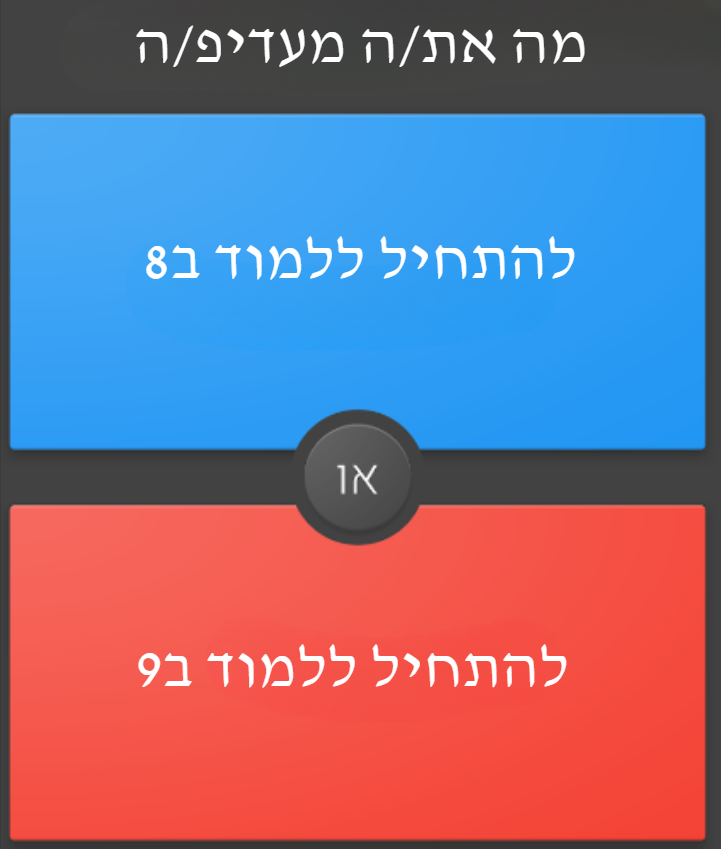 מה את/ה מעדיפ/ה
להתחיל ללמוד ב8
או
להתחיל ללמוד ב9